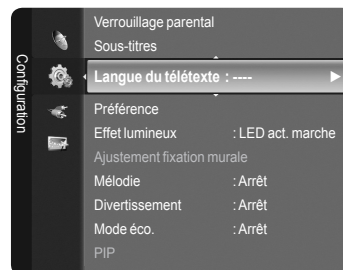 Configuration
Verrouillage parental
Sous-titres
Langue du télétexte : ----
Préférence
Effet lumineux : LED act. marche
Ajustement fixation murale
Mélodie : Arrêt
Divertissement : Arrêt
Mode éco. : Arrêt
PIP